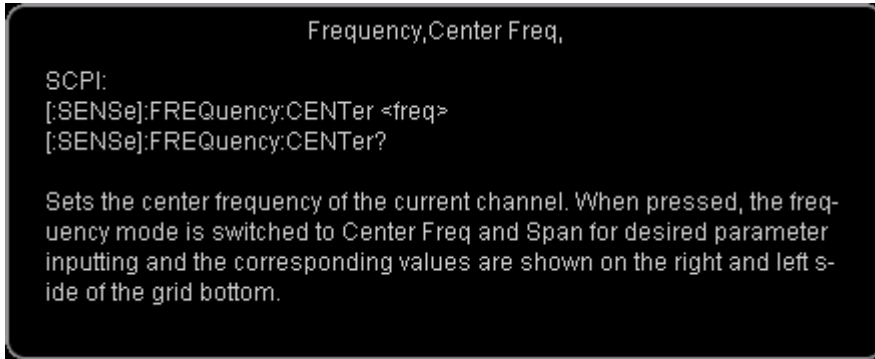 Frequency,Center Freq,
SCPI:
[:SENSe]:FREQuency:CENTer <freq>
[:SENSe]:FREQuency:CENTer?
Sets the center frequency of the current channel. When pressed, the freq-
uency mode is switched to Center Freq and Span for desired parameter
inputting and the corresponding values are shown on the right and left s-
ide of the grid bottom.